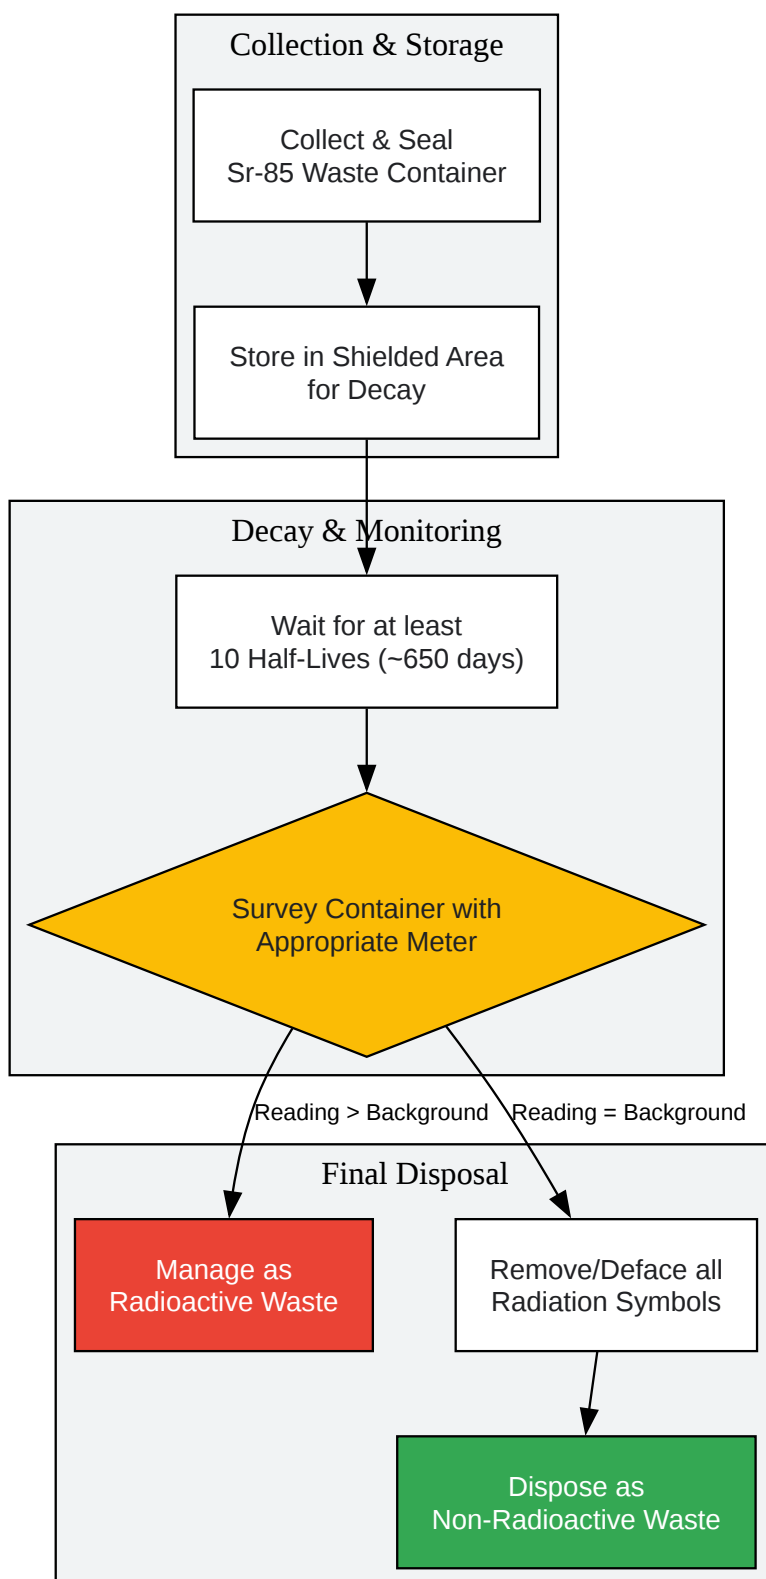 Collection & Storage
Collect & Seal
Sr-85 Waste Container
Store in Shielded Area
for Decay
Decay & Monitoring
Wait for at least
10 Half-Lives (~650 days)
Survey Container with
Appropriate Meter
Reading > Background
Reading = Background
Final Disposal
Manage as
Radioactive Waste
Remove/Deface all
Radiation Symbols
Dispose as
Non-Radioactive Waste